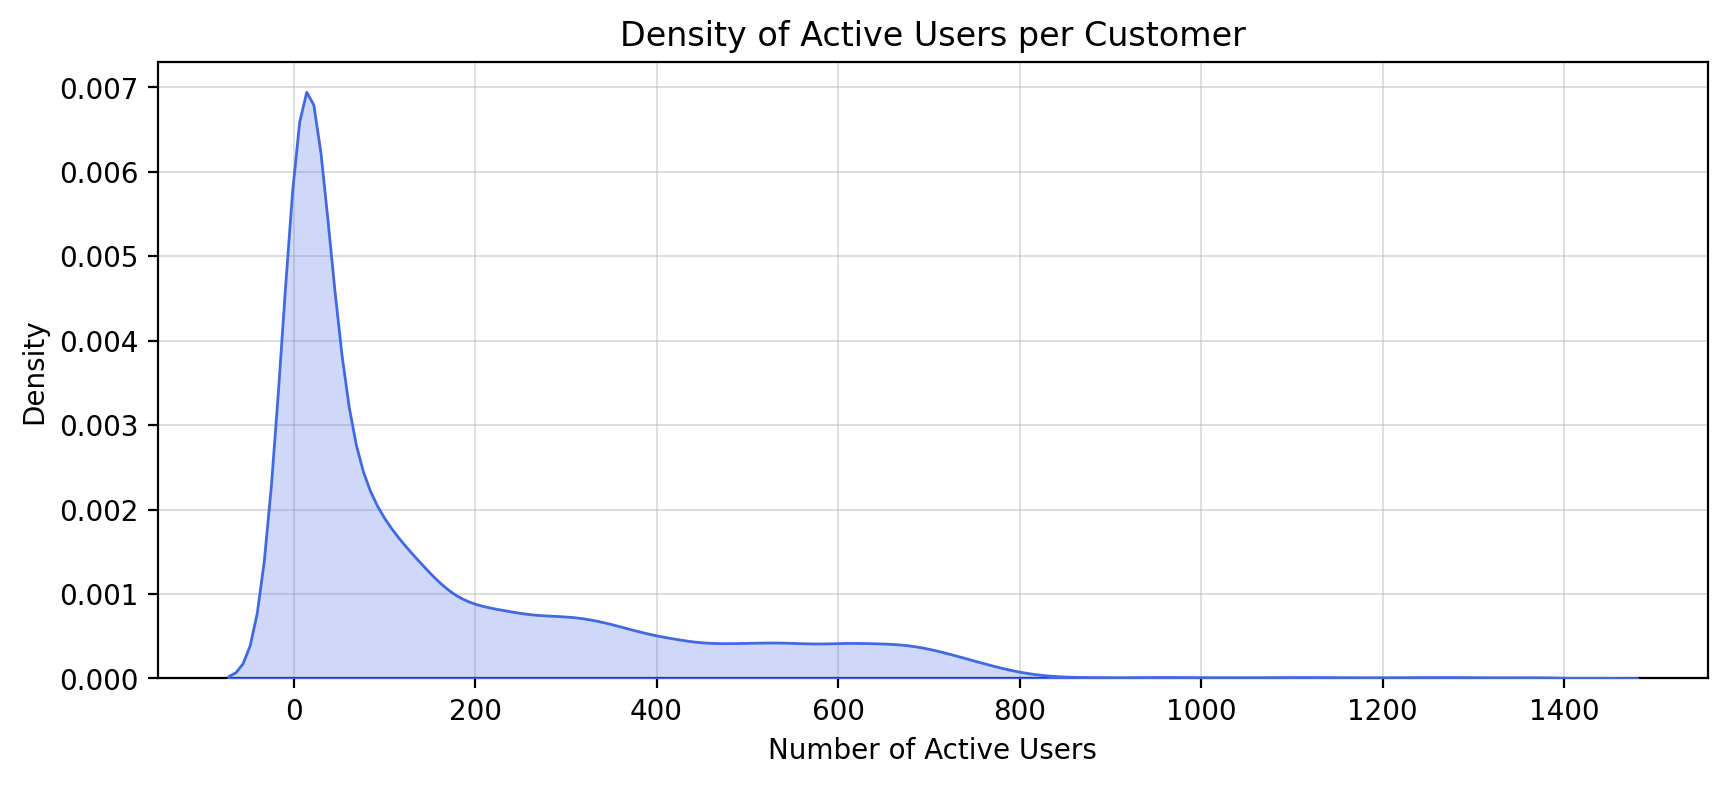 Density of Active Users per Customer
Density
0.007
0.006
0.005
0.004
0.003
0.002
0.001
0.000
0 200 400 600 800 1000 1200 1400
Number of Active Users